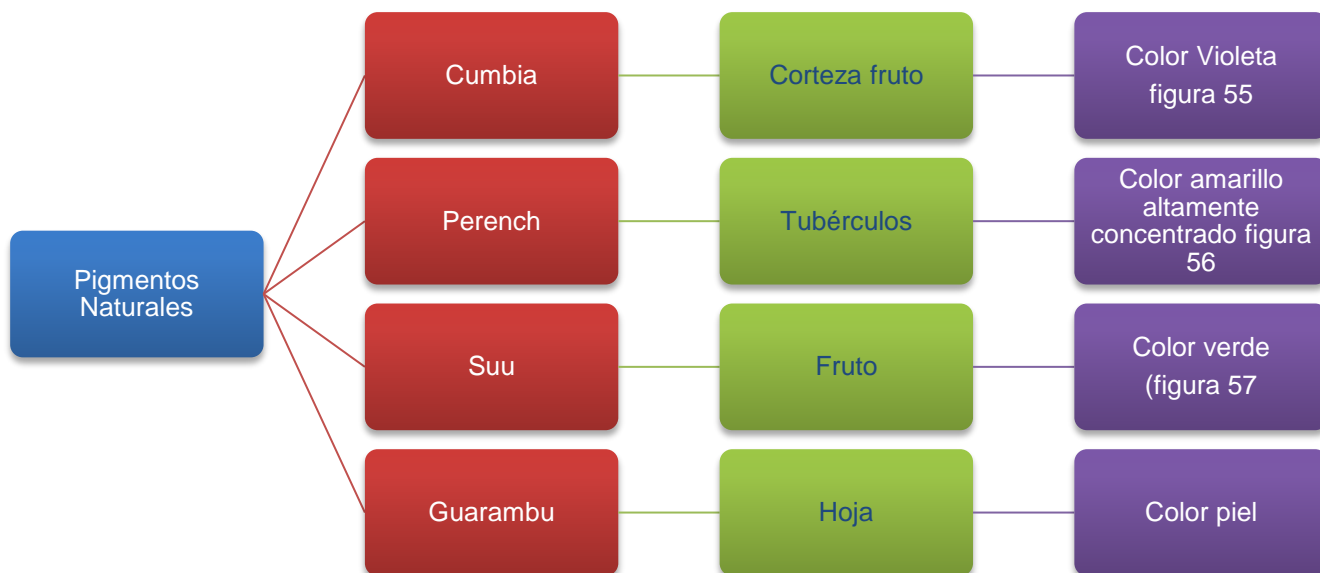 Cumbia
Corteza fruto
Color Violeta
figura 55
Perench
Tubérculos
Color amarillo
altamente
concentrado figura
56
Pigmentos
Naturales
Suu
Fruto
Color verde
(figura 57
Guarambu
Hoja
Color piel